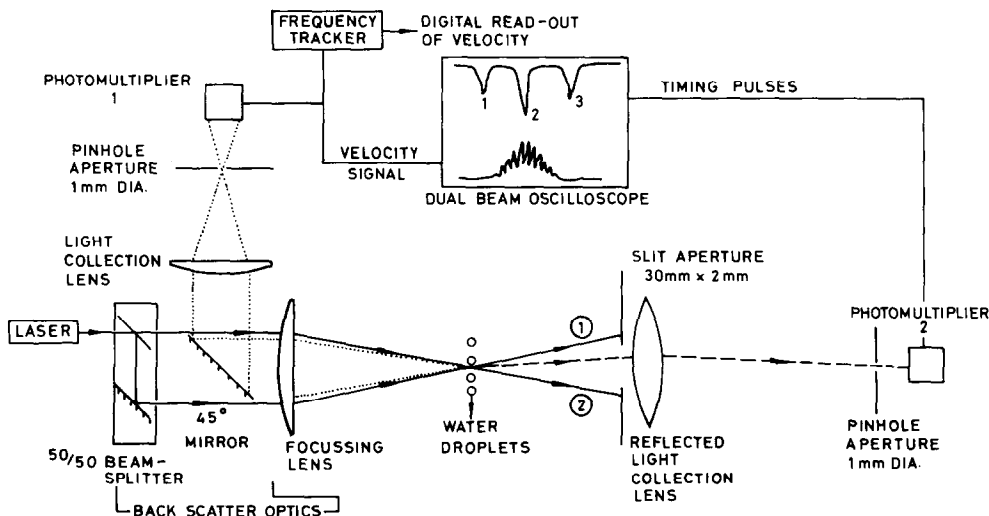 FREQUENCY
TRACKER
DIGITAL READ-OUT
OF VELOCITY
PHOTOMULTIPLIER
1
1
2
3
TIMING PULSES
PINHOLE
APERTURE
1mm DIA.
VELOCITY
SIGNAL
DUAL BEAM OSCILLOSCOPE
LIGHT
COLLECTION
LENS
SLIT APERTURE
30mm x 2mm
LASER
PHOTOMULTIPLIER
2
1
2
45°
MIRROR
FOCUSSING
LENS
WATER
DROPLETS
REFLECTED
LIGHT
COLLECTION
LENS
PINHOLE
APERTURE
1mm DIA.
50/50 BEAM-
SPLITTER
BACK SCATTER OPTICS